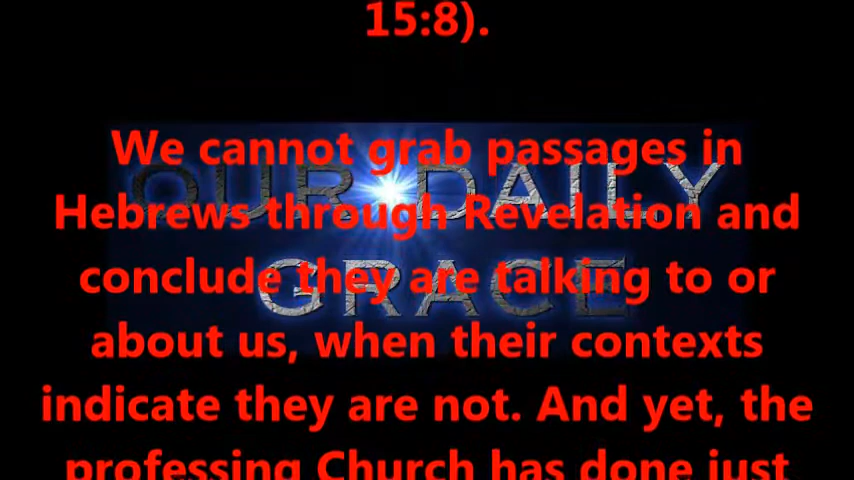 15:8).
We cannot grab passages in
Hebrews through Revelation and
conclude they are talking to or
about us, when their contexts
indicate they are not. And yet, the
professing Church has done just
OUR DAILY
GRACE